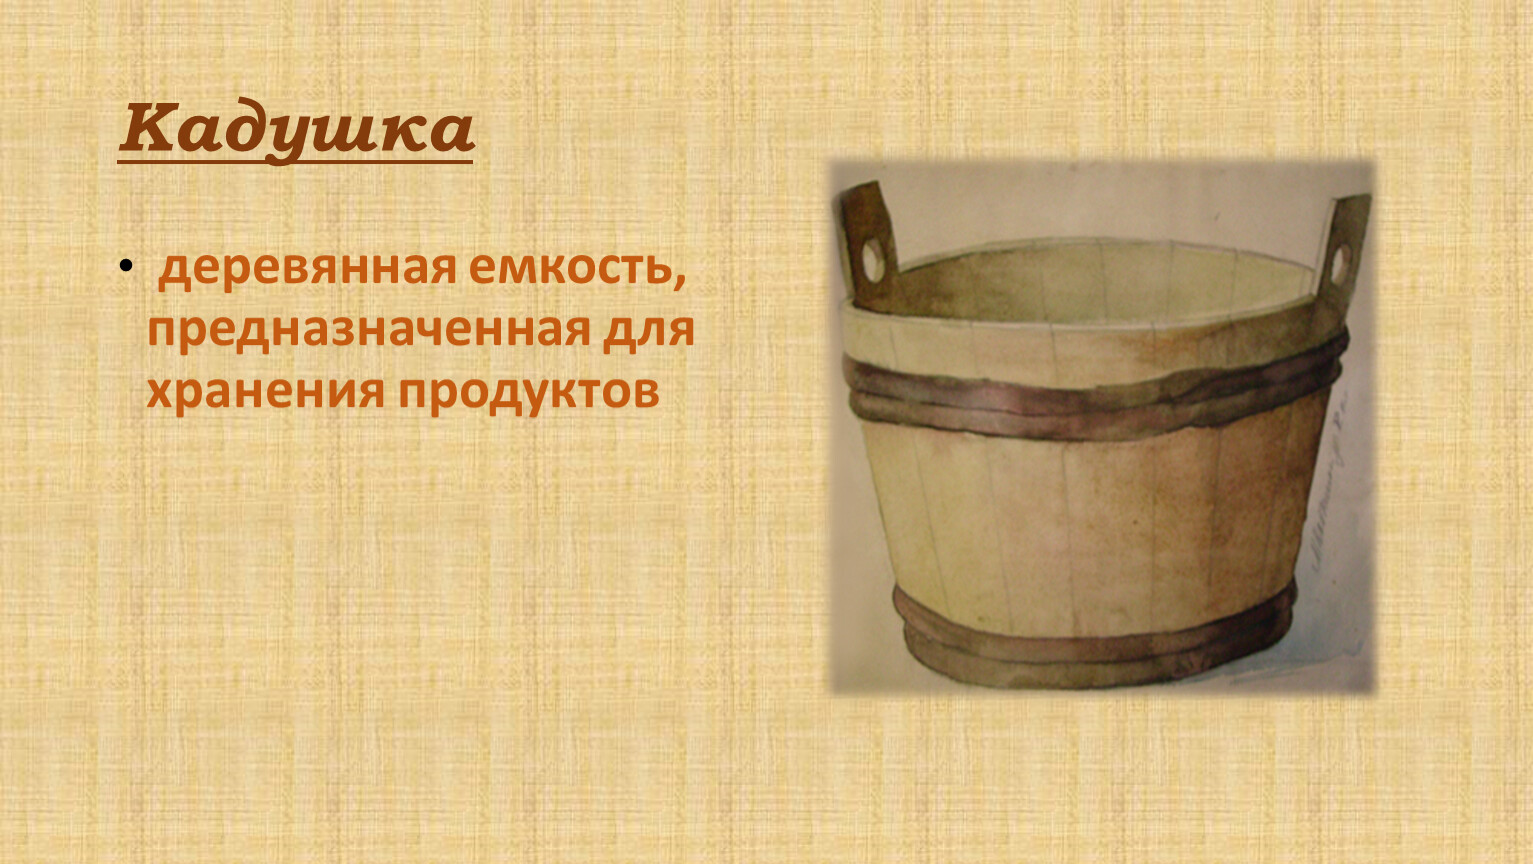 Кадушка
• деревянная емкость,
предназначенная для
хранения продуктов